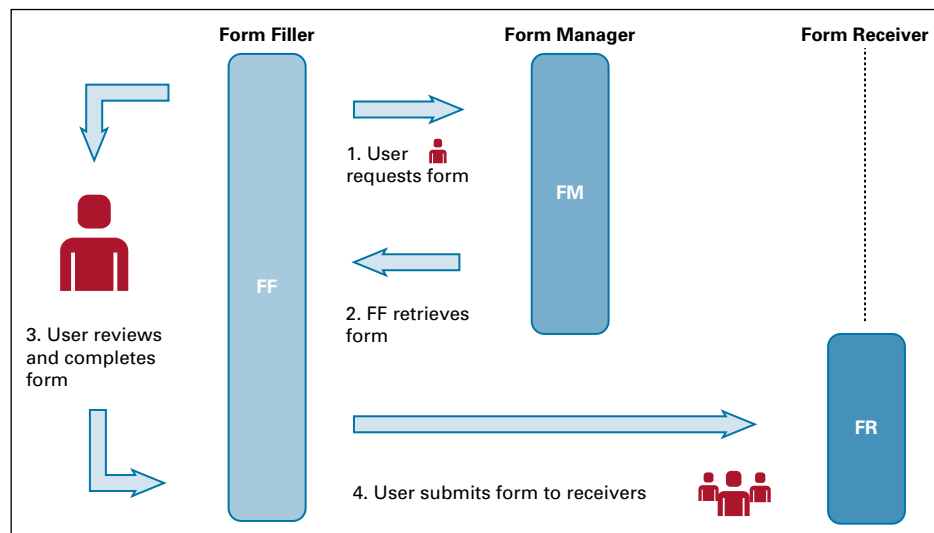 Form Filler
Form Manager
Form Receiver
1. User
requests form
FM
FF
2. FF retrieves
form
3. User reviews
and completes
form
FR
4. User submits form to receivers